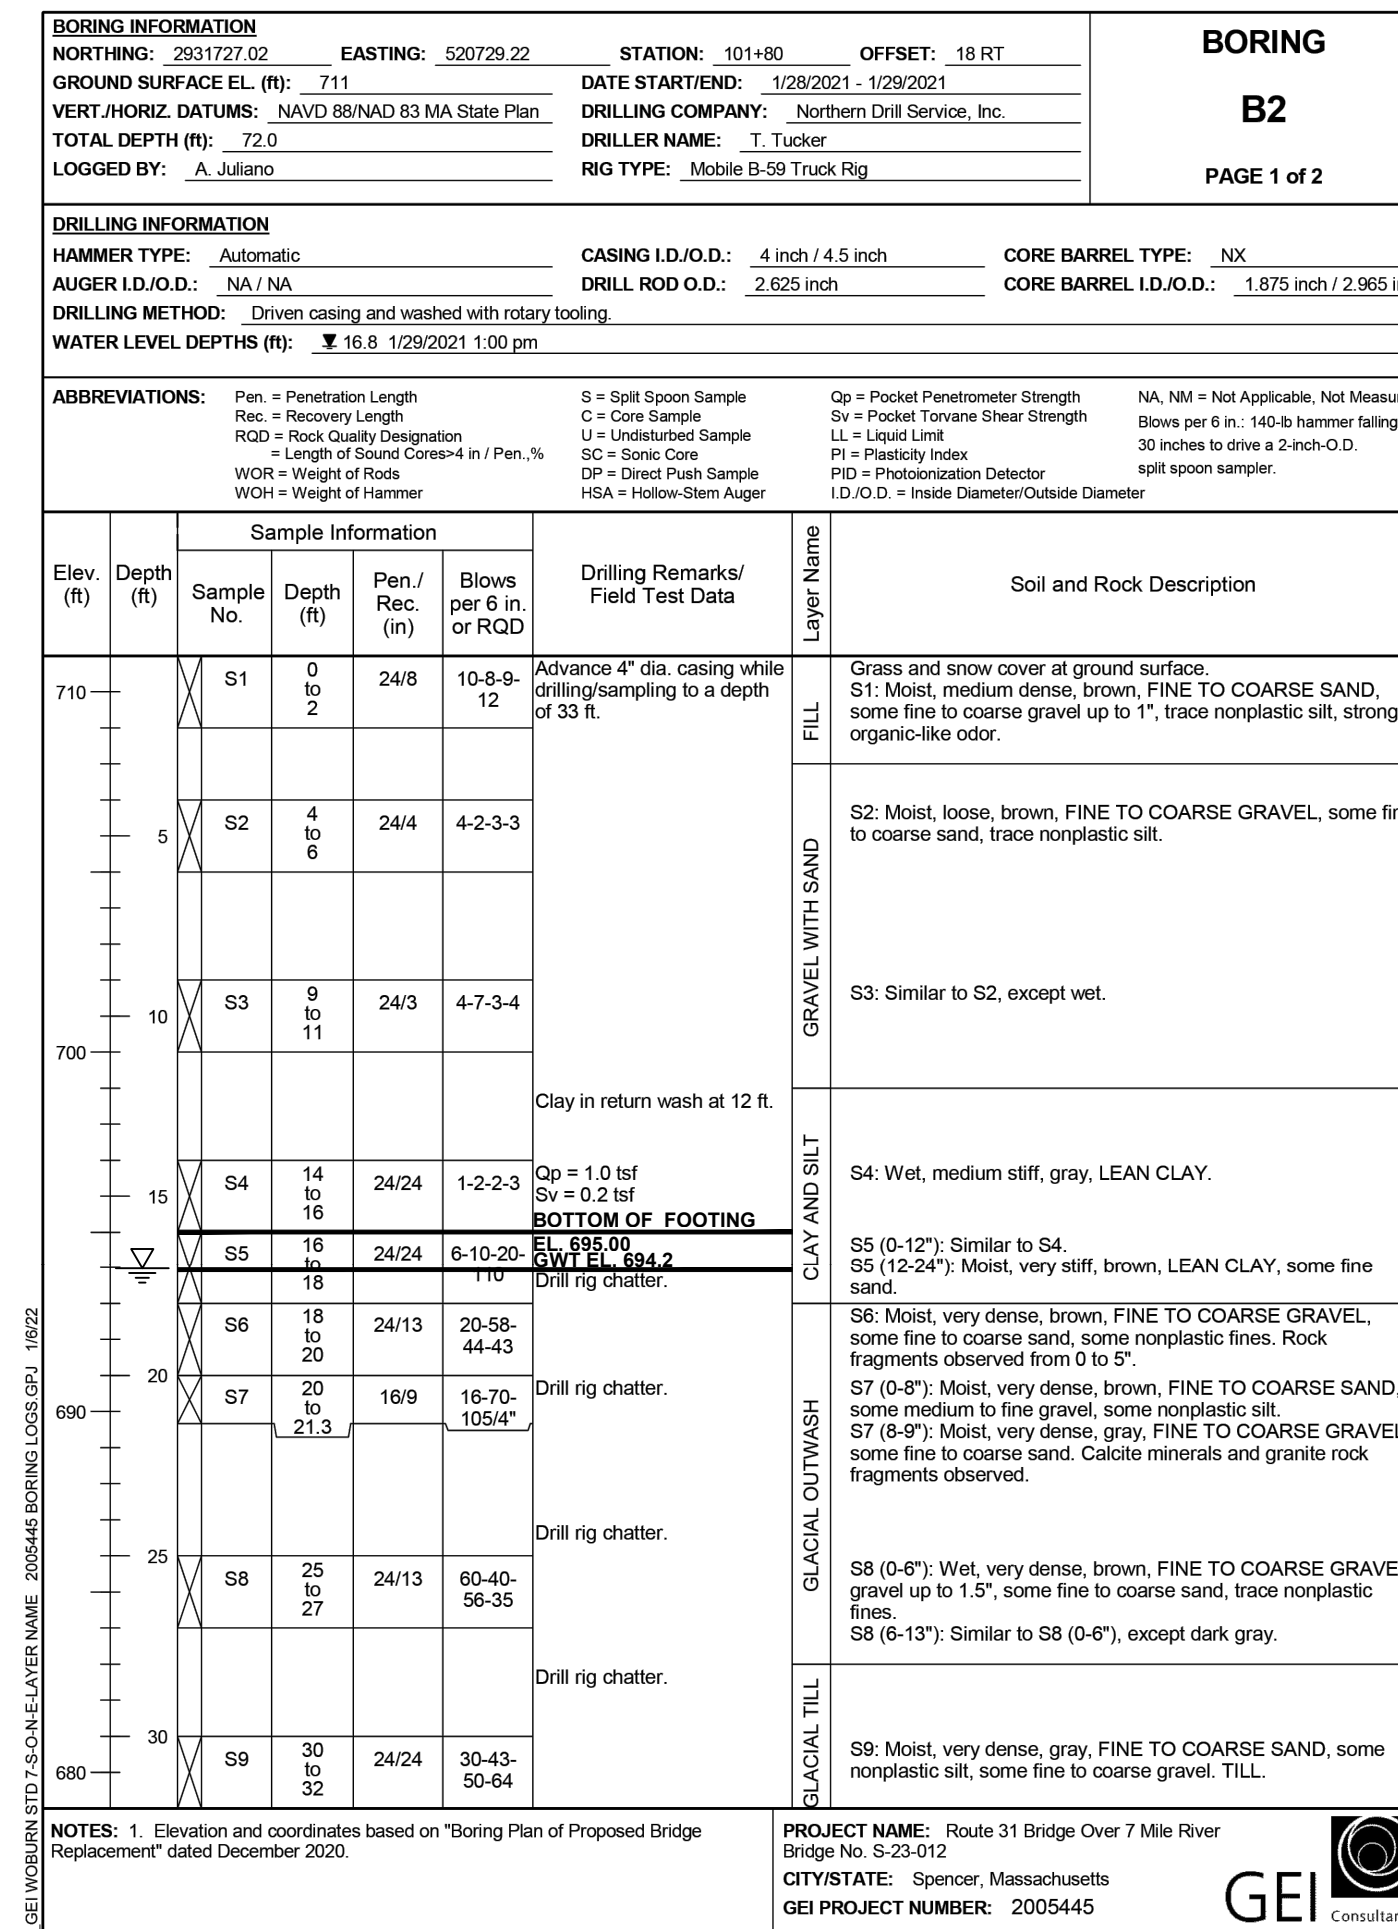 BORING INFORMATION
NORTHING: 2931727.02 EASTING: 520729.22 STATION: 101+80 OFFSET: 18 RT
GROUND SURFACE EL. (ft): 711 DATE START/END: 1/28/2021 - 1/29/2021
VERT./HORIZ. DATUMS: NAVD 88/NAD 83 MA State Plan DRILLING COMPANY: Northern Drill Service, Inc.
TOTAL DEPTH (ft): 72.0 DRILLER NAME: T. Tucker
LOGGED BY: A. Juliano RIG TYPE: Mobile B-59 Truck Rig
BORING
B2
PAGE 1 of 2
DRILLING INFORMATION
HAMMER TYPE: Automatic CASING I.D./O.D.: 4 inch / 4.5 inch CORE BARREL TYPE: NX
AUGER I.D./O.D.: NA / NA DRILL ROD O.D.: 2.625 inch CORE BARREL I.D./O.D.: 1.875 inch / 2.965
DRILLING METHOD: Driven casing and washed with rotary tooling.
WATER LEVEL DEPTHS (ft): 16.8 1/29/2021 1:00 pm
ABBREVIATIONS:
Pen. = Penetration Length
Rec. = Recovery Length
RQD = Rock Quality Designation
= Length of Sound Cores>4 in / Pen.,%
WOR = Weight of Rods
WOH = Weight of Hammer
S = Split Spoon Sample
C = Core Sample
U = Undisturbed Sample
SC = Sonic Core
DP = Direct Push Sample
HSA = Hollow-Stem Auger
Qp = Pocket Penetrometer Strength
Sv = Pocket Torvane Shear Strength
LL = Liquid Limit
PI = Plasticity Index
PID = Photoionization Detector
I.D./O.D. = Inside Diameter/Outside Diameter
NA, NM = Not Applicable, Not Measu
Blows per 6 in.: 140-lb hammer falling
30 inches to drive a 2-inch-O.D.
split spoon sampler.
Elev. (ft)
Depth (ft)
Sample Information
Sample No.
Depth (ft)
Pen./ Rec. (in)
Blows per 6 in. or RQD
Drilling Remarks/
Field Test Data
Layer Name
Soil and Rock Description
710
S1 0 to 2 24/8 10-8-9-12
Advance 4" dia. casing while
drilling/sampling to a depth
of 33 ft.
FILL
Grass and snow cover at ground surface.
S1: Moist, medium dense, brown, FINE TO COARSE SAND,
some fine to coarse gravel up to 1", trace nonplastic silt, strong
organic-like odor.
5
S2 4 to 6 24/4 4-2-3-3
GRAVEL WITH SAND
S2: Moist, loose, brown, FINE TO COARSE GRAVEL, some fin
to coarse sand, trace nonplastic silt.
10
S3 9 to 11 24/3 4-7-3-4
S3: Similar to S2, except wet.
700
Clay in return wash at 12 ft.
CLAY AND SILT
15
S4 14 to 16 24/24 1-2-2-3
Qp = 1.0 tsf
Sv = 0.2 tsf
S4: Wet, medium stiff, gray, LEAN CLAY.
BOTTOM OF FOOTING
EL. 695.00
GWT EL. 694.2
S5 16 to 18 24/24 6-10-20-110
Drill rig chatter.
S5 (0-12"): Similar to S4.
S5 (12-24"): Moist, very stiff, brown, LEAN CLAY, some fine
sand.
S6 18 to 20 24/13 20-58-44-43
GLACIAL OUTWASH
S6: Moist, very dense, brown, FINE TO COARSE GRAVEL,
some fine to coarse sand, some nonplastic fines. Rock
fragments observed from 0 to 5".
20
S7 20 to 21.3 16/9 16-70-105/4"
Drill rig chatter.
690
S7 (0-8"): Moist, very dense, brown, FINE TO COARSE SAND,
some medium to fine gravel, some nonplastic silt.
S7 (8-9"): Moist, very dense, gray, FINE TO COARSE GRAVEL
some fine to coarse sand. Calcite minerals and granite rock
fragments observed.
Drill rig chatter.
25
S8 25 to 27 24/13 60-40-56-35
S8 (0-6"): Wet, very dense, brown, FINE TO COARSE GRAVE
gravel up to 1.5", some fine to coarse sand, trace nonplastic
fines.
S8 (6-13"): Similar to S8 (0-6"), except dark gray.
Drill rig chatter.
GLACIAL TILL
30
S9 30 to 32 24/24 30-43-50-64
680
S9: Moist, very dense, gray, FINE TO COARSE SAND, some
nonplastic silt, some fine to coarse gravel. TILL.
NOTES: 1. Elevation and coordinates based on "Boring Plan of Proposed Bridge
Replacement" dated December 2020.
PROJECT NAME: Route 31 Bridge Over 7 Mile River
Bridge No. S-23-012
CITY/STATE: Spencer, Massachusetts
GEI PROJECT NUMBER: 2005445
GEI Consultan
GEI WOBURN STD 7-S-O-N-E-LAYER NAME 2005445 BORING LOGS.GPJ 1/6/22